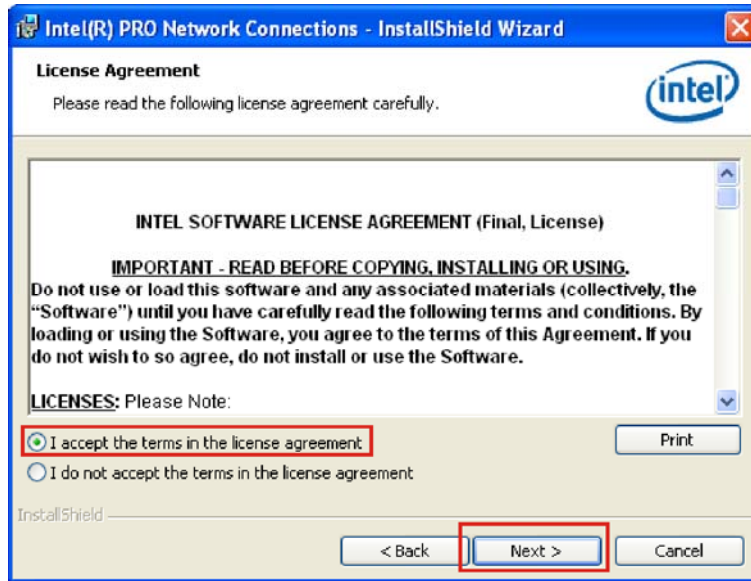 Intel(R) PRO Network Connections - InstallShield Wizard
License Agreement
Please read the following license agreement carefully.
intel
INTEL SOFTWARE LICENSE AGREEMENT (Final, License)
IMPORTANT - READ BEFORE COPYING, INSTALLING OR USING.
Do not use or load this software and any associated materials (collectively, the
“Software”) until you have carefully read the following terms and conditions. By
loading or using the Software, you agree to the terms of this Agreement. If you
do not wish to so agree, do not install or use the Software.
LICENSES: Please Note:
I accept the terms in the license agreement
Print
I do not accept the terms in the license agreement
InstallShield
< Back
Next >
Cancel